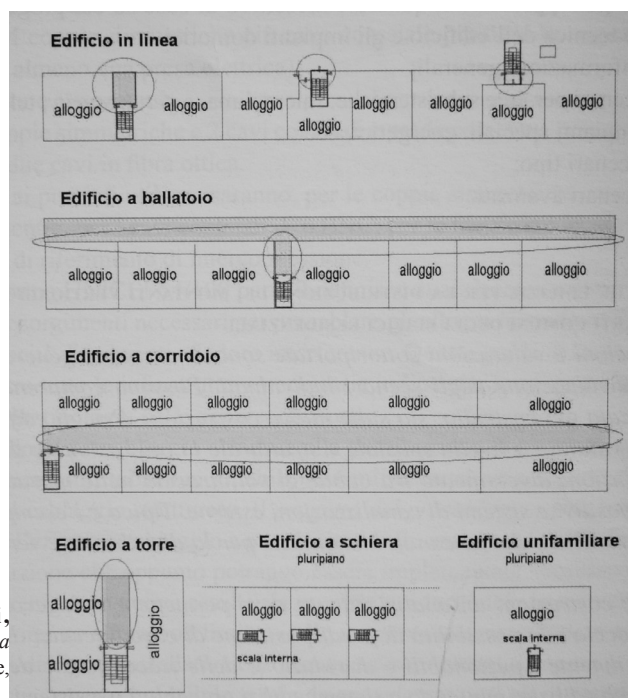 Edificio in linea
alloggio alloggio alloggio alloggio alloggio alloggio
alloggio alloggio
Edificio a ballatoio
alloggio alloggio alloggio alloggio alloggio alloggio alloggio
Edificio a corridoio
alloggio alloggio alloggio alloggio alloggio alloggio
alloggio alloggio alloggio alloggio alloggio alloggio
Edificio a torre
alloggio
alloggio
alloggio
Edificio a schiera
pluripiano
alloggio alloggio alloggio
scala interna
Edificio unifamiliare
pluripiano
alloggio
scala interna